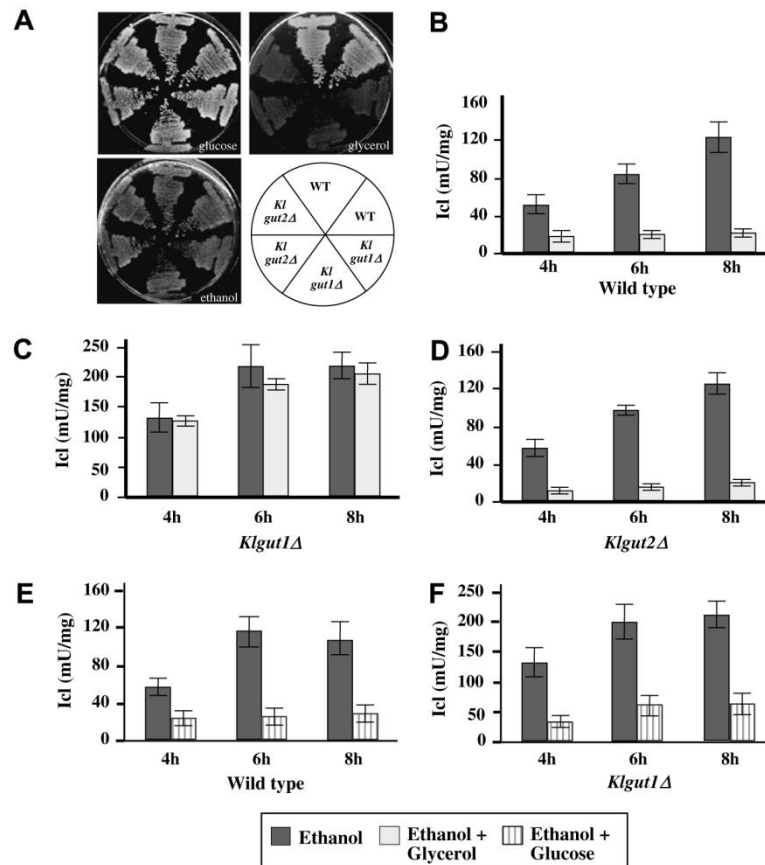 A
glucose
glycerol
ethanol
WT
WT
Kl
gut2Δ
Kl
gut2Δ
Kl
gut1Δ
Kl
gut1Δ
B
Icl (mU/mg)
160
120
80
40
0
4h
6h
8h
Wild type
C
Icl (mU/mg)
250
200
150
100
50
0
4h
6h
8h
Klgut1Δ
D
Icl (mU/mg)
160
120
80
40
0
4h
6h
8h
Klgut2Δ
E
Icl (mU/mg)
160
120
80
40
0
4h
6h
8h
Wild type
F
Icl (mU/mg)
250
200
150
100
50
0
4h
6h
8h
Klgut1Δ
Ethanol
Ethanol +
Glycerol
Ethanol +
Glucose